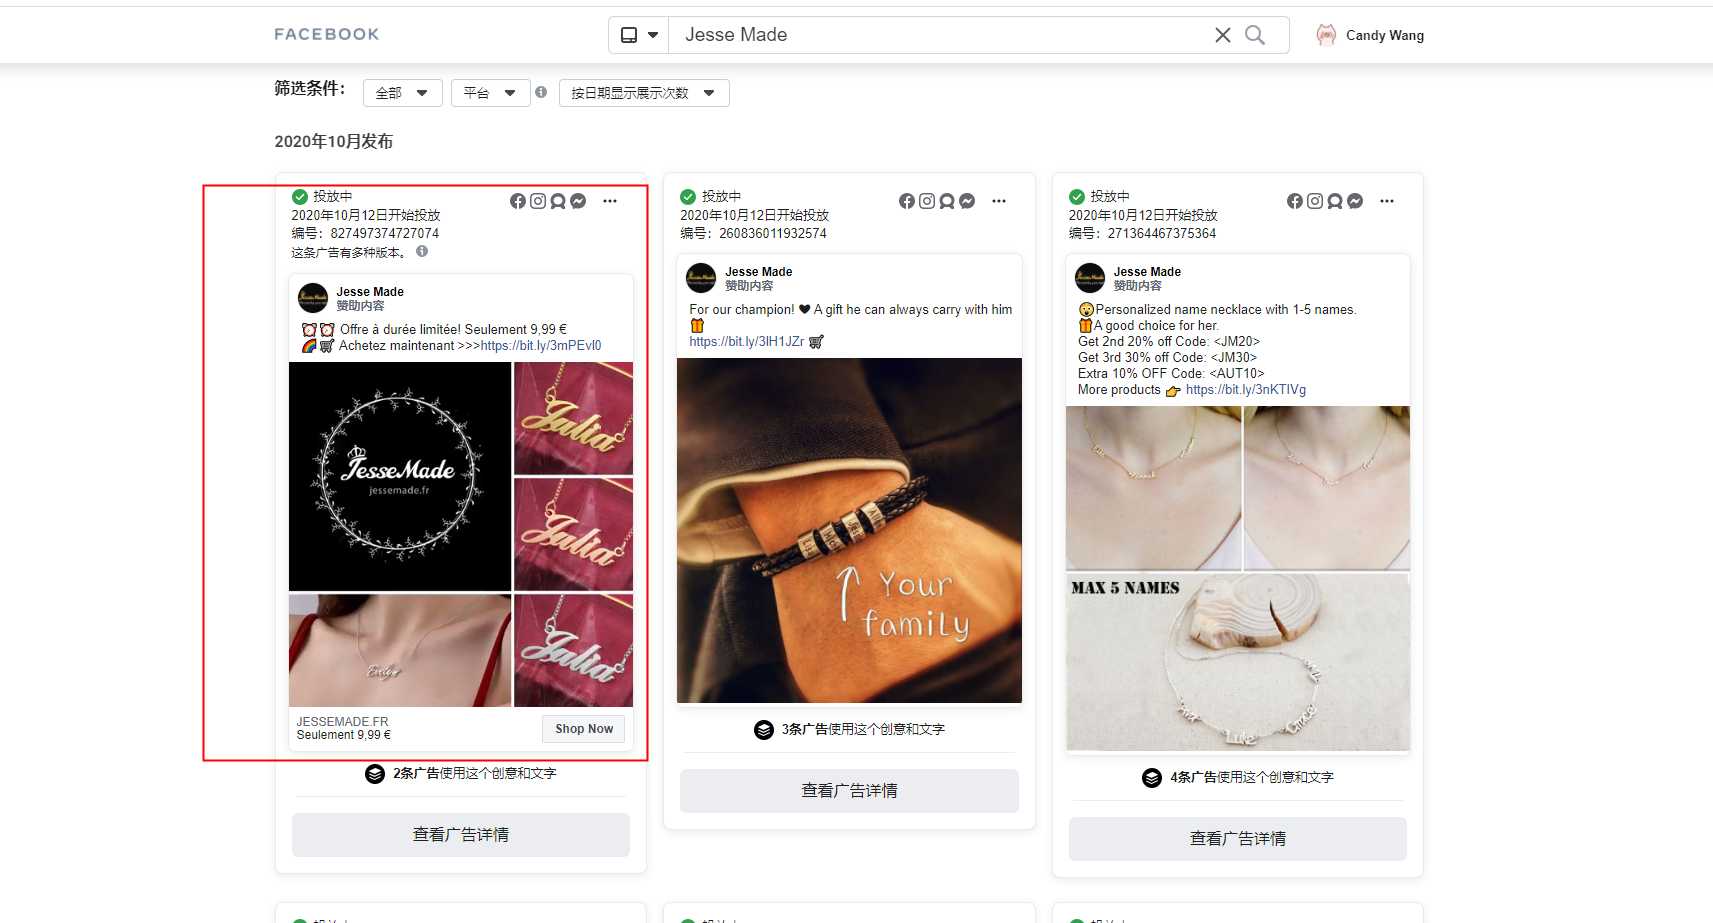 FACEBOOK
Jesse Made
Candy Wang
筛选条件：
全部
平台
按日期显示展示次数
2020年10月发布
投放中
2020年10月12日开始投放
编号：827497374727074
这条广告有多种版本。
Jesse Made
赞助内容
⏰⏰ Offre à durée limitée! Seulement 9,99 €
🌈🛒 Achetez maintenant >>>https://bit.ly/3mPEvI0
JesseMade
jessemade.fr
Julia
Julia
Julia
Evelyn
JESSEMADE.FR
Seulement 9,99 €
Shop Now
2条广告使用这个创意和文字
查看广告详情
投放中
2020年10月12日开始投放
编号：260836011932574
Jesse Made
赞助内容
For our champion! ♥ A gift he can always carry with him
🎁
https://bit.ly/3lH1JZr 🛒
Your
family
3条广告使用这个创意和文字
查看广告详情
投放中
2020年10月12日开始投放
编号：271364467375364
Jesse Made
赞助内容
😲Personalized name necklace with 1-5 names.
🎁A good choice for her.
Get 2nd 20% off Code: <JM20>
Get 3rd 30% off Code: <JM30>
Extra 10% OFF Code: <AUT10>
More products 👉 https://bit.ly/3nKTIVg
MAX 5 NAMES
Luke
Grace
4条广告使用这个创意和文字
查看广告详情